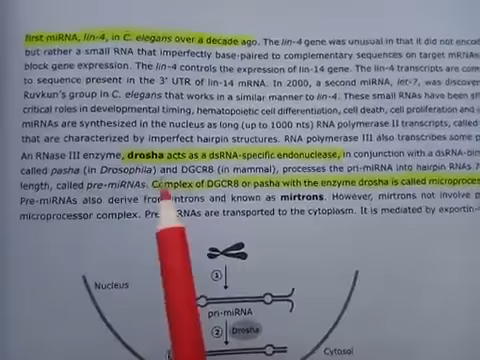 first miRNA, lin-4, in C. elegans over a decade ago. The lin-4 gene was unusual in that it did not
but rather a small RNA that imperfectly base-paired to complementary sequences on target mRNAs
block gene expression. The lin-4 controls the expression of lin-14 gene. The lin-4 transcripts are
to sequence present in the 3' UTR of lin-14 mRNA. In 2000, a second miRNA, let-7, was
Ruvkun's group in C. elegans that works in a similar manner to lin-4. These small RNAs have been
critical roles in developmental timing, hematopoietic cell differentiation, cell death, cell proliferation and
miRNAs are synthesized in the nucleus as long (up to 1000 nts) RNA polymerase II transcripts, called
that are characterized by imperfect hairpin structures. RNA polymerase III also transcribes some
An RNase III enzyme, drosha acts as a dsRNA-specific endonuclease, in conjunction with a
called pasha (in Drosophila) and DGCR8 (in mammal), processes the pri-miRNA into hairpin RNAs
length, called pre-miRNAs. Complex of DGCR8 or pasha with the enzyme drosha is called
Pre-miRNAs also derive from introns and known as mirtrons. However, mirtrons not involve
microprocessor complex. are transported to the cytoplasm. It is mediated by
Nucleus
1
pri-miRNA
2 Drosha
Cytosol